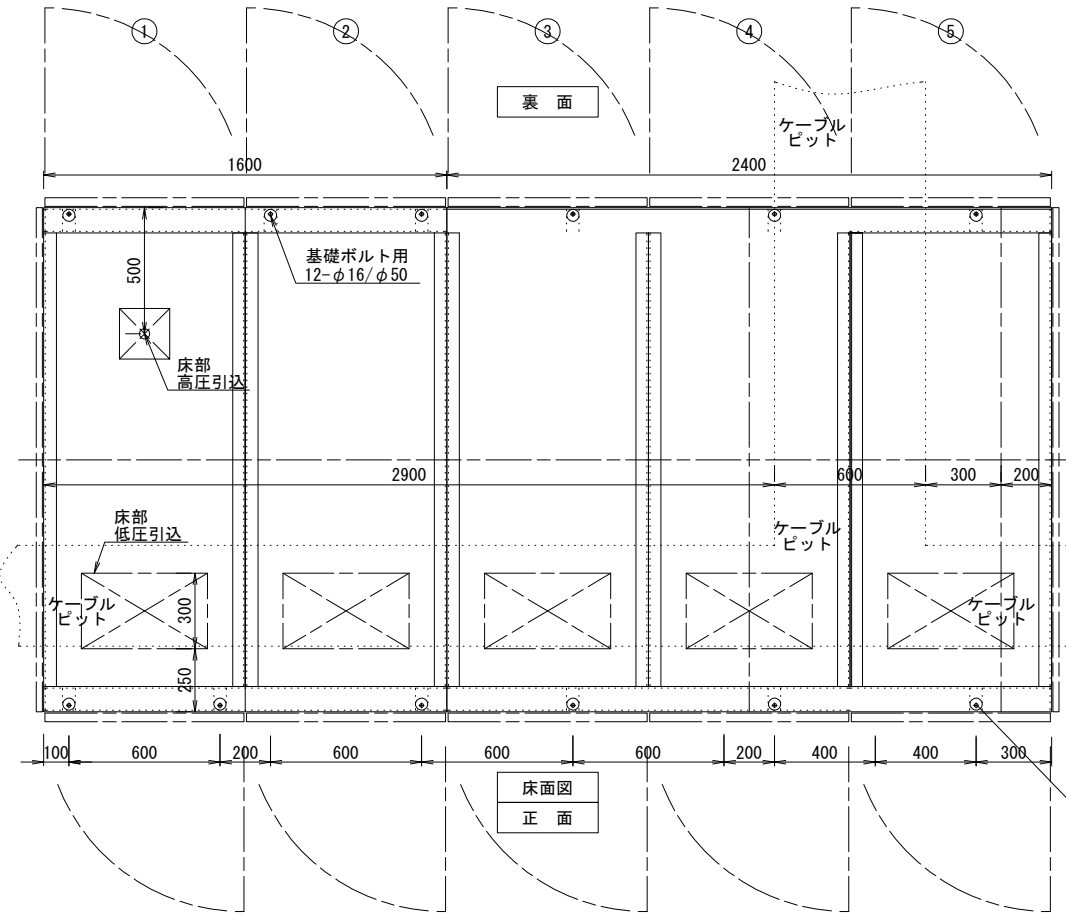 ① ② ③ ④ ⑤
裏 面
ケーブル
ピット
1600 2400
基礎ボルト用
12-φ16/φ50
500
床部
高圧引込
2900 600 300 200
床部
低圧引込
ケーブル
ピット
ケーブル
ピット
300
ケーブル
ピット
250
100 600 200 600 600 600 200 400 400 300
床面図
正 面